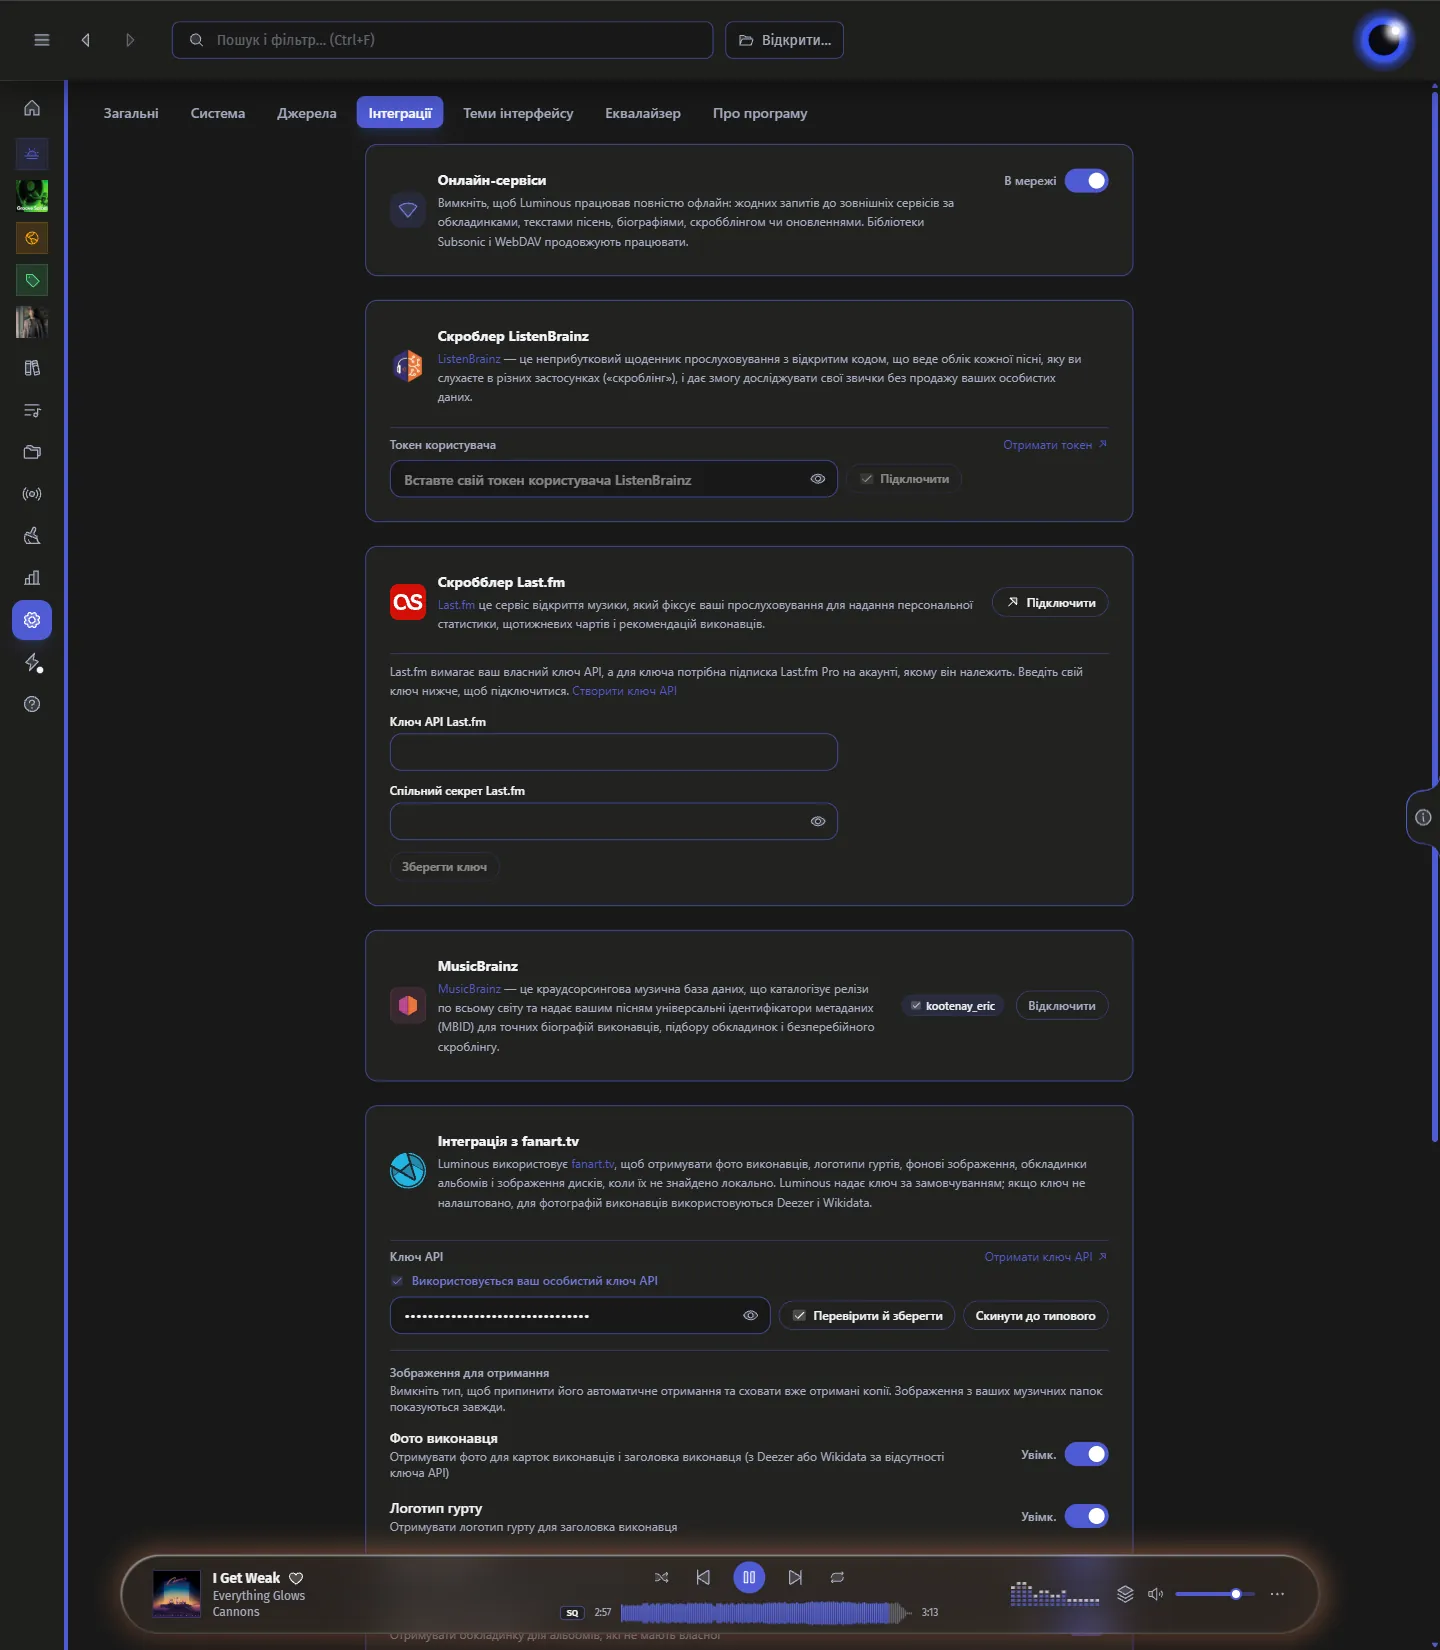 Пошук і фільтр... (Ctrl+F)
Відкрити...
Загальні
Система
Джерела
Інтеграції
Теми інтерфейсу
Еквалайзер
Про програму
Онлайн-сервіси
В мережі
Вимкніть, щоб Luminous працював повністю офлайн: жодних запитів до зовнішніх сервісів за
обкладинками, текстами пісень, біографіями, скробблінгом чи оновленнями. Бібліотеки
Subsonic і WebDAV продовжують працювати.
Скроблер ListenBrainz
ListenBrainz — це неприбутковий щоденник прослуховування з відкритим кодом, що веде облік кожної пісні, яку ви
слухаєте в різних застосунках («скроблінг»), і дає змогу досліджувати свої звички без продажу ваших особистих
даних.
Токен користувача
Отримати токен
Вставте свій токен користувача ListenBrainz
Підключити
Скробблер Last.fm
Last.fm це сервіс відкриття музики, який фіксує ваші прослуховування для надання персональної
статистики, щотижневих чартів і рекомендацій виконавців.
Підключити
Last.fm вимагає ваш власний ключ API, а для ключа потрібна підписка Last.fm Pro на акаунті, якому він належить. Введіть свій
ключ нижче, щоб підключитися. Створити ключ API
Ключ API Last.fm
Спільний секрет Last.fm
Зберегти ключ
MusicBrainz
MusicBrainz — це краудсорсингова музична база даних, що каталогізує релізи
по всьому світу та надає вашим пісням універсальні ідентифікатори метаданих
(MBID) для точних біографій виконавців, підбору обкладинок і безперебійного
скроблінгу.
kootenay_eric
Відключити
Інтеграція з fanart.tv
Luminous використовує fanart.tv, щоб отримувати фото виконавців, логотипи гуртів, фонові зображення, обкладинки
альбомів і зображення дисків, коли їх не знайдено локально. Luminous надає ключ за замовчуванням; якщо ключ не
налаштовано, для фотографій виконавців використовуються Deezer і Wikidata.
Ключ API
Отримати ключ API
Використовується ваш особистий ключ API
Перевірити й зберегти
Скинути до типового
Зображення для отримання
Вимкніть тип, щоб припинити його автоматичне отримання та сховати вже отримані копії. Зображення з ваших музичних папок
показуються завжди.
Фото виконавця
Отримувати фото для карток виконавців і заголовка виконавця (з Deezer або Wikidata за відсутності
ключа API)
Увімк.
Логотип гурту
Отримувати логотип гурту для заголовка виконавця
Увімк.
I Get Weak
Everything Glows
Cannons
SQ
2:57
3:13
Отримувати обкладинку для альбомів, які не мають власної